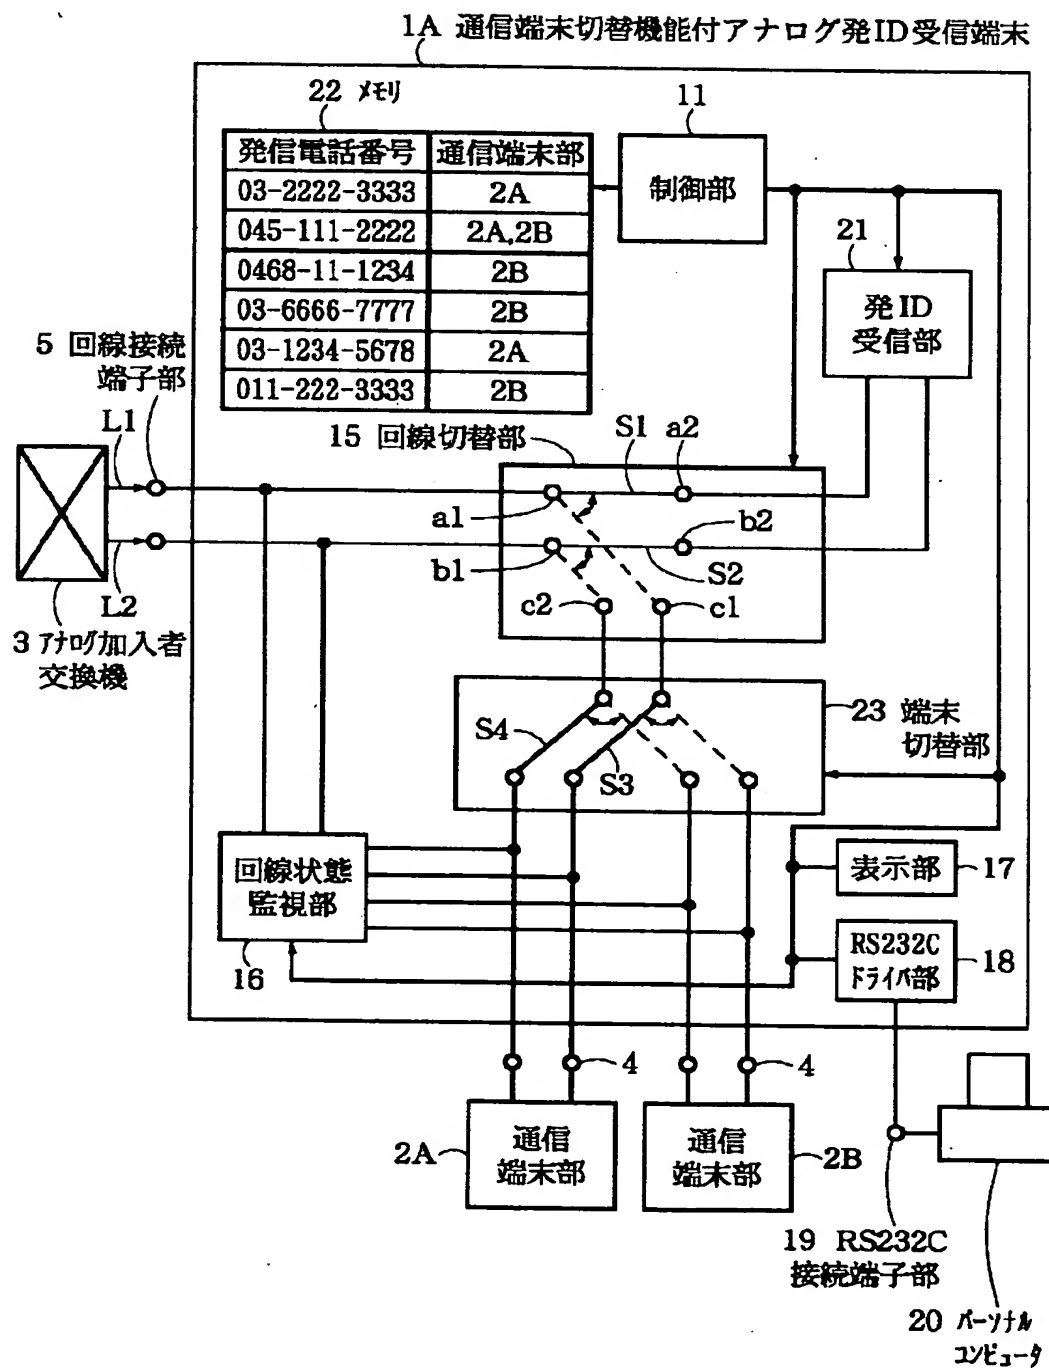 1A 通信端末切替機能付アナログ発ID受信端末
22 メモリ
11
発信電話番号 通信端末部
03-2222-3333 2A
045-111-2222 2A,2B
0468-11-1234 2B
03-6666-7777 2B
03-1234-5678 2A
011-222-3333 2B
制御部
21
発ID
受信部
5 回線接続
端子部
L1
15 回線切替部
S1 a2
a1
b2
b1
S2
L2
c2
c1
3 アナログ加入者
交換機
23 端末
切替部
S4
S3
回線状態
監視部
16
表示部
17
RS232C
ドライバ部
18
4
4
通信
端末部
2A
通信
端末部
2B
19 RS232C
接続端子部
20 パーソナル
コンピュータ